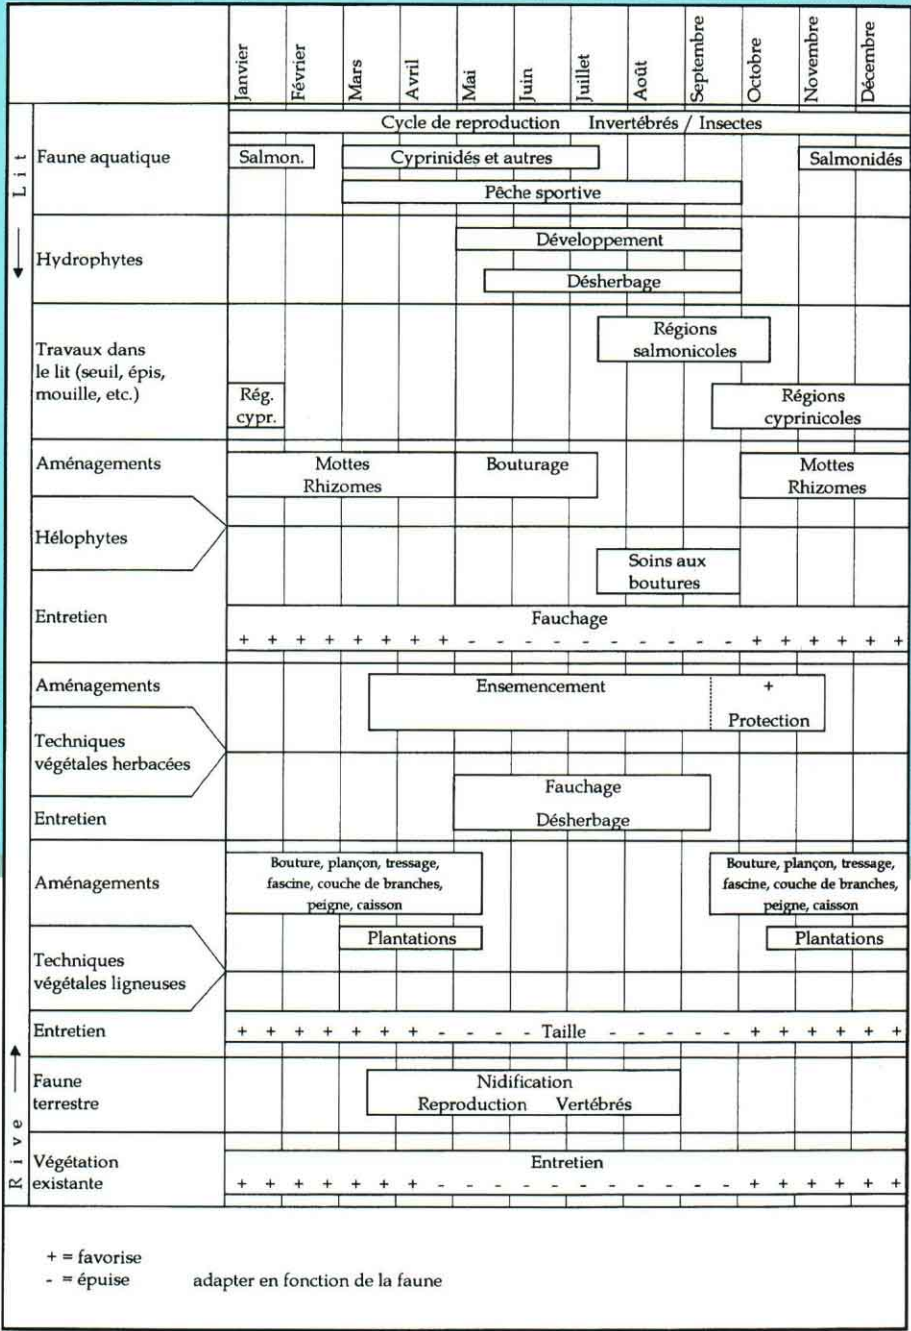 Janvier Février Mars Avril Mai Juin Juillet Août Septembre Octobre Novembre Décembre
Lit
Cycle de reproduction Invertébrés / Insectes
Faune aquatique Salmon. Cyprinidés et autres Salmonidés
Pêche sportive
Développement
Hydrophytes
Désherbage
Régions
salmonicoles
Travaux dans
le lit (seuil, épis,
mouille, etc.)
Rég.
cypr.
Régions
cyprinicoles
Aménagements
Mottes
Rhizomes
Bouturage
Mottes
Rhizomes
Hélophytes
Soins aux
boutures
Entretien Fauchage
+ + + + + + + + - - - - - - - - - - + + + + + +
Aménagements Ensemencement +
Protection
Techniques
végétales herbacées
Fauchage
Entretien Désherbage
Aménagements
Bouture, plançon, tressage,
fascine, couche de branches,
peigne, caisson
Bouture, plançon, tressage,
fascine, couche de branches,
peigne, caisson
Plantations Plantations
Techniques
végétales ligneuses
Entretien + + + + + + + - - - - Taille - - - - - + + + + + +
Rive
Faune
terrestre
Nidification
Reproduction Vertébrés
Végétation
existante
Entretien
+ + + + + + + - - - - - - - - - - - + + + + + +
+ = favorise
- = épuise adapter en fonction de la faune